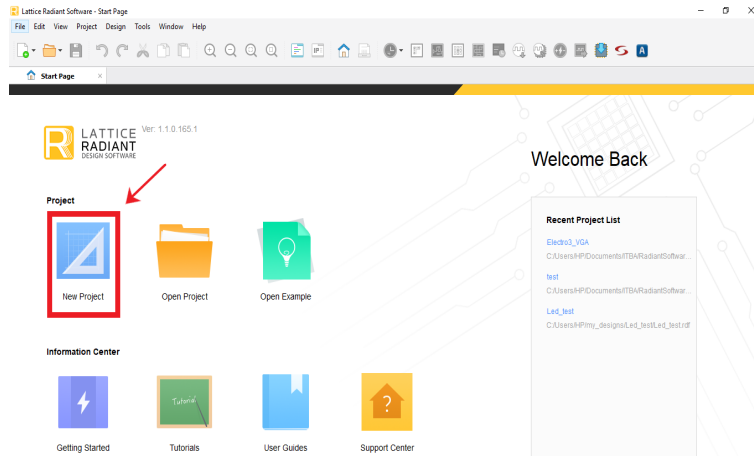 Lattice Radiant Software - Start Page
File Edit View Project Design Tools Window Help
Start Page
LATTICE
RADIANT
DESIGN SOFTWARE
Ver: 1.1.0.165.1
Welcome Back
Project
New Project Open Project Open Example
Recent Project List
Electro3_VGA
C:/Users/HP/Documents/ITBA/RadiantSoftwar...
test
C:/Users/HP/Documents/ITBA/RadiantSoftwar...
Led_test
C:/Users/HP/my_designs/Led_test/Led_test.rdf
Information Center
Tutorial
Getting Started Tutorials User Guides Support Center